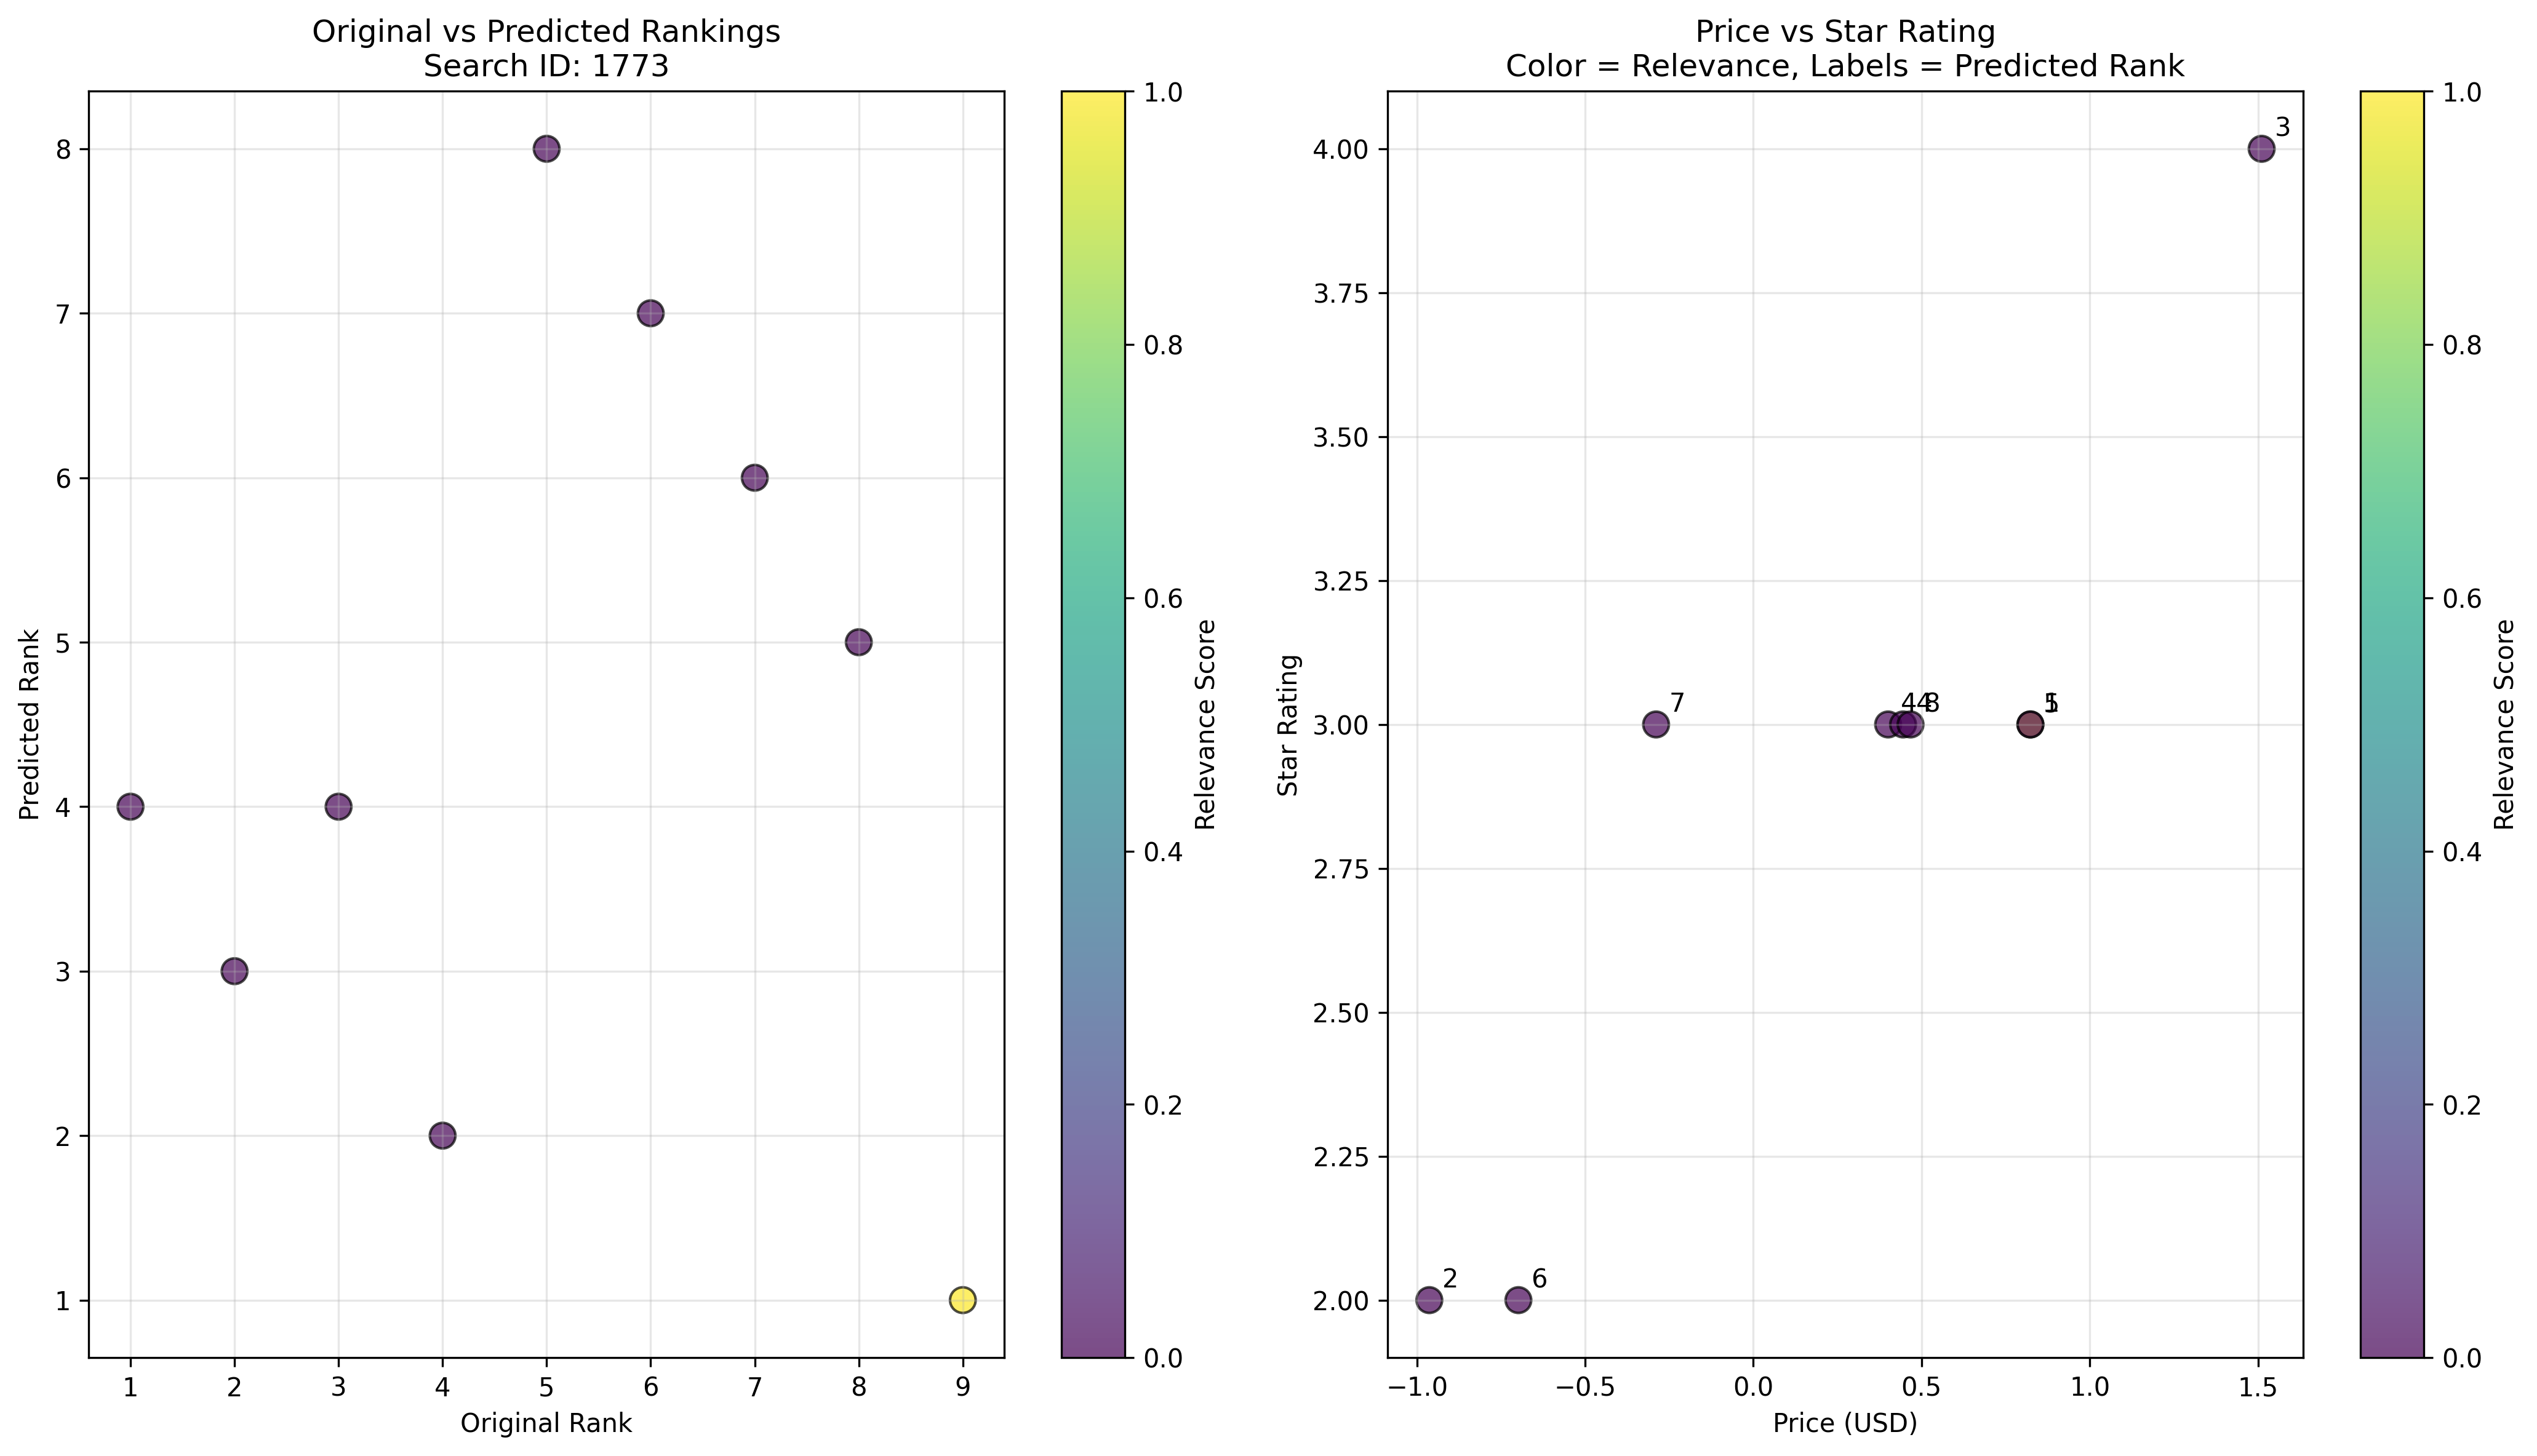 Original vs Predicted Rankings
Search ID: 1773
8
7
6
5
4
3
2
1
Predicted Rank
1 2 3 4 5 6 7 8 9
Original Rank
1.0
0.8
0.6
0.4
0.2
0.0
Relevance Score
Price vs Star Rating
Color = Relevance, Labels = Predicted Rank
4.00
3.75
3.50
3.25
3.00
2.75
2.50
2.25
2.00
Star Rating
3
7
4 4 8
5 1
2
6
−1.0 −0.5 0.0 0.5 1.0 1.5
Price (USD)
1.0
0.8
0.6
0.4
0.2
0.0
Relevance Score